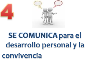 4
SE COMUNICA para el
desarrollo personal y la
convivencia